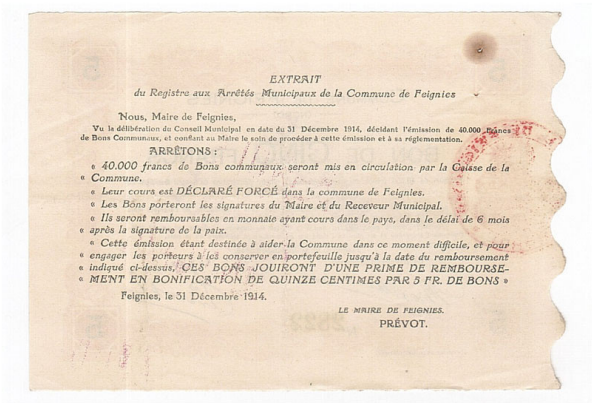 EXTRAIT
du Registre aux Arrêtés Municipaux de la Commune de Feignies
Nous, Maire de Feignies,
Vu la délibération du Conseil Municipal en date du 31 Décembre 1914, décidant l'émission de 40.000 francs
de Bons Communaux, et confiant au Maire le soin de procéder à cette émission et à sa réglementation.
ARRÊTONS :
« 40.000 francs de Bons communaux seront mis en circulation par la Caisse de la
« Commune.
« Leur cours est DÉCLARÉ FORCÉ dans la commune de Feignies.
« Les Bons porteront les signatures du Maire et du Receveur Municipal.
« Ils seront remboursables en monnaie ayant cours dans le pays, dans le délai de 6 mois
« après la signature de la paix.
« Cette émission étant destinée à aider la Commune dans ce moment difficile, et pour
« engager les porteurs à les conserver en portefeuille jusqu'à la date du remboursement
« indiqué ci-dessus, CES BONS JOUIRONT D'UNE PRIME DE REMBOURSE-
« MENT EN BONIFICATION DE QUINZE CENTIMES PAR 5 FR. DE BONS »
Feignies, le 31 Décembre 1914.
LE MAIRE DE FEIGNIES.
PRÉVOT.